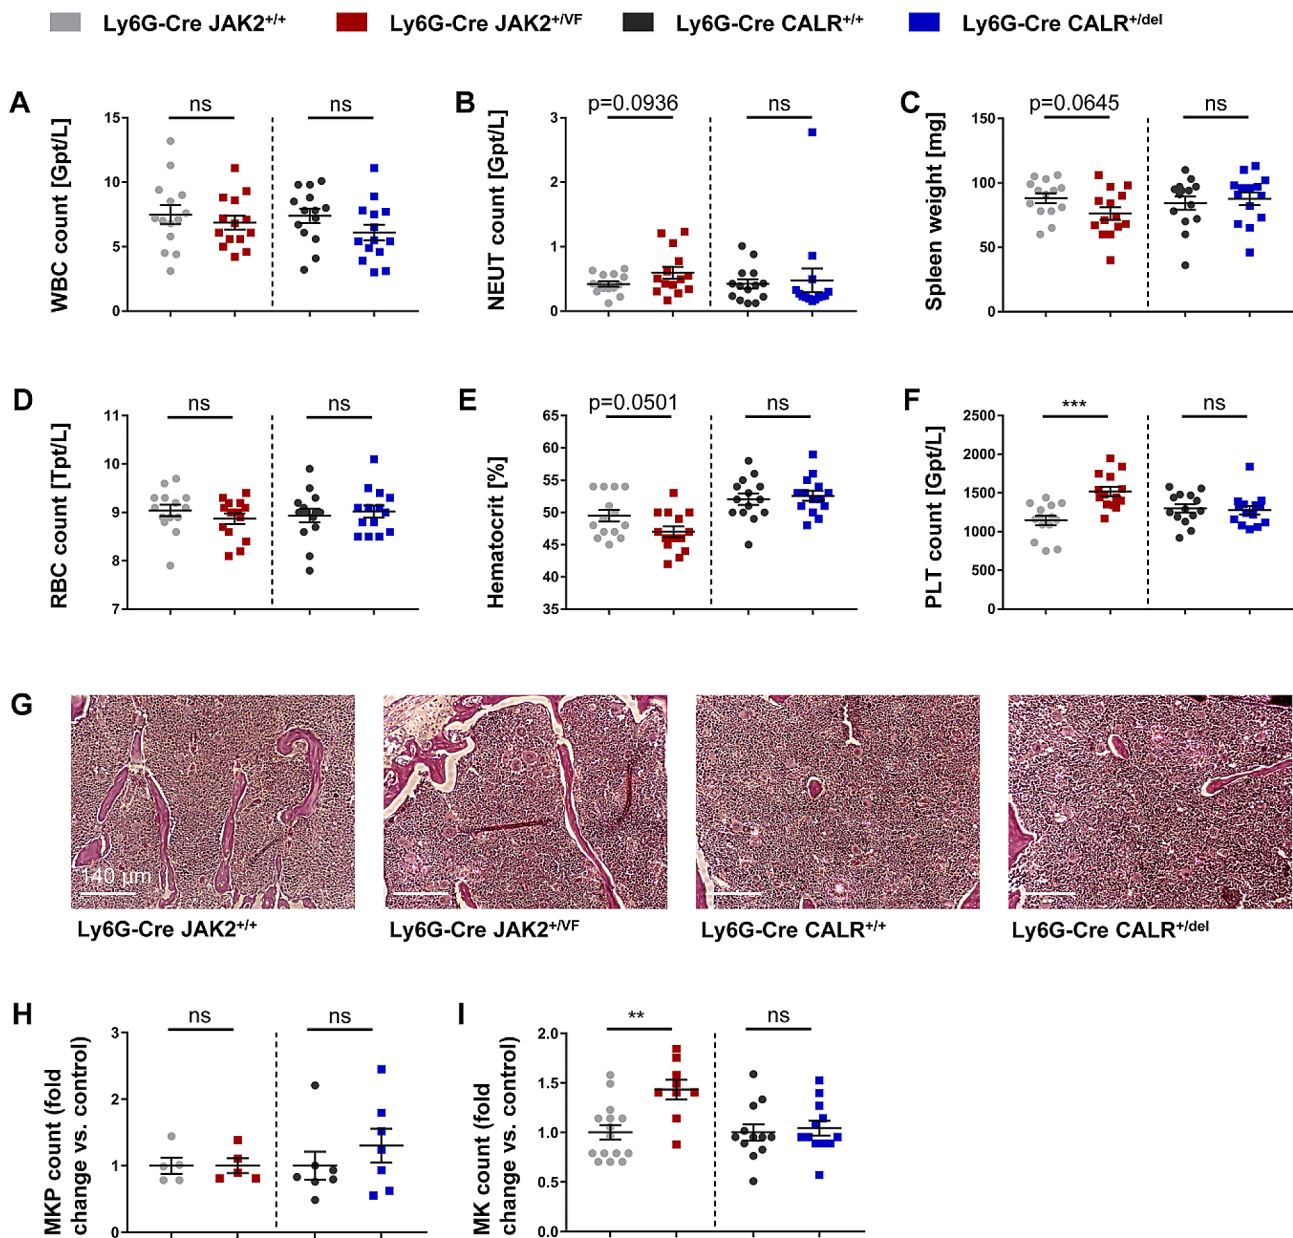 Ly6G-Cre JAK2+/+ Ly6G-Cre JAK2+/VF Ly6G-Cre CALR+/+ Ly6G-Cre CALR+/del
A
WBC count [Gpt/L]
15
10
5
0
ns ns
B
NEUT count [Gpt/L]
3
2
1
0
p=0.0936 ns
C
Spleen weight [mg]
150
100
50
0
p=0.0645 ns
D
RBC count [Tpt/L]
11
10
9
8
7
ns ns
E
Hematocrit [%]
65
60
55
50
45
40
35
p=0.0501 ns
F
PLT count [Gpt/L]
2500
2000
1500
1000
500
0
*** ns
G
140 µm
Ly6G-Cre JAK2+/+ Ly6G-Cre JAK2+/VF Ly6G-Cre CALR+/+ Ly6G-Cre CALR+/del
H
MKP count (fold
change vs. control)
3
2
1
0
ns ns
I
MK count (fold
change vs. control)
2.0
1.5
1.0
0.5
0.0
** ns